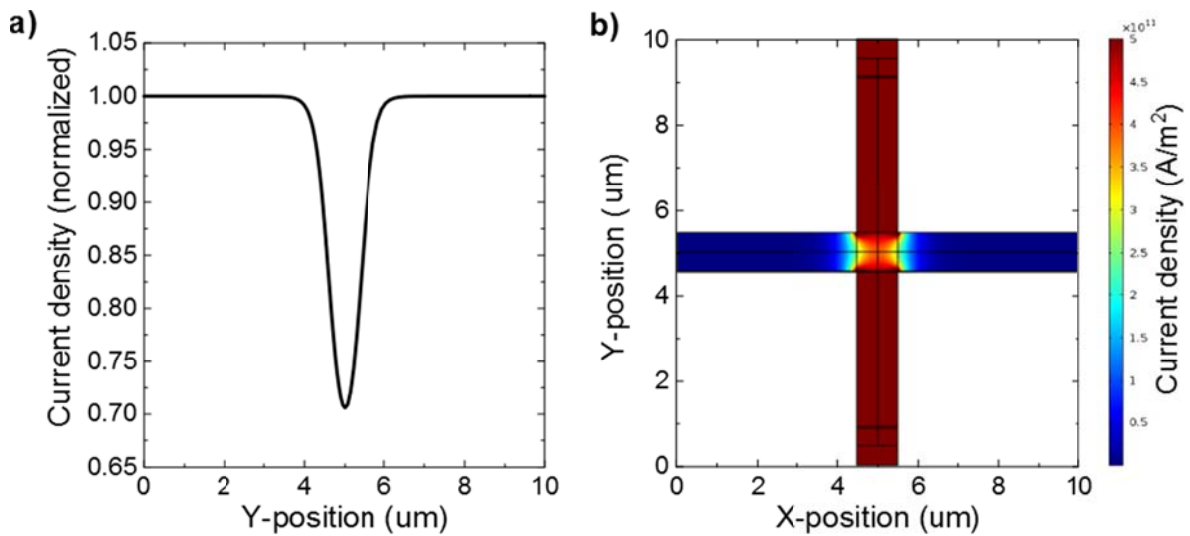 a)
1.05
1.00
0.95
0.90
0.85
0.80
0.75
0.70
0.65
Current density (normalized)
0 2 4 6 8 10
Y-position (um)
b)
10
8
6
4
2
0
Y-position (um)
0 2 4 6 8 10
X-position (um)
×10¹¹
5
4.5
4
3.5
3
2.5
2
1.5
1
0.5
Current density (A/m²)